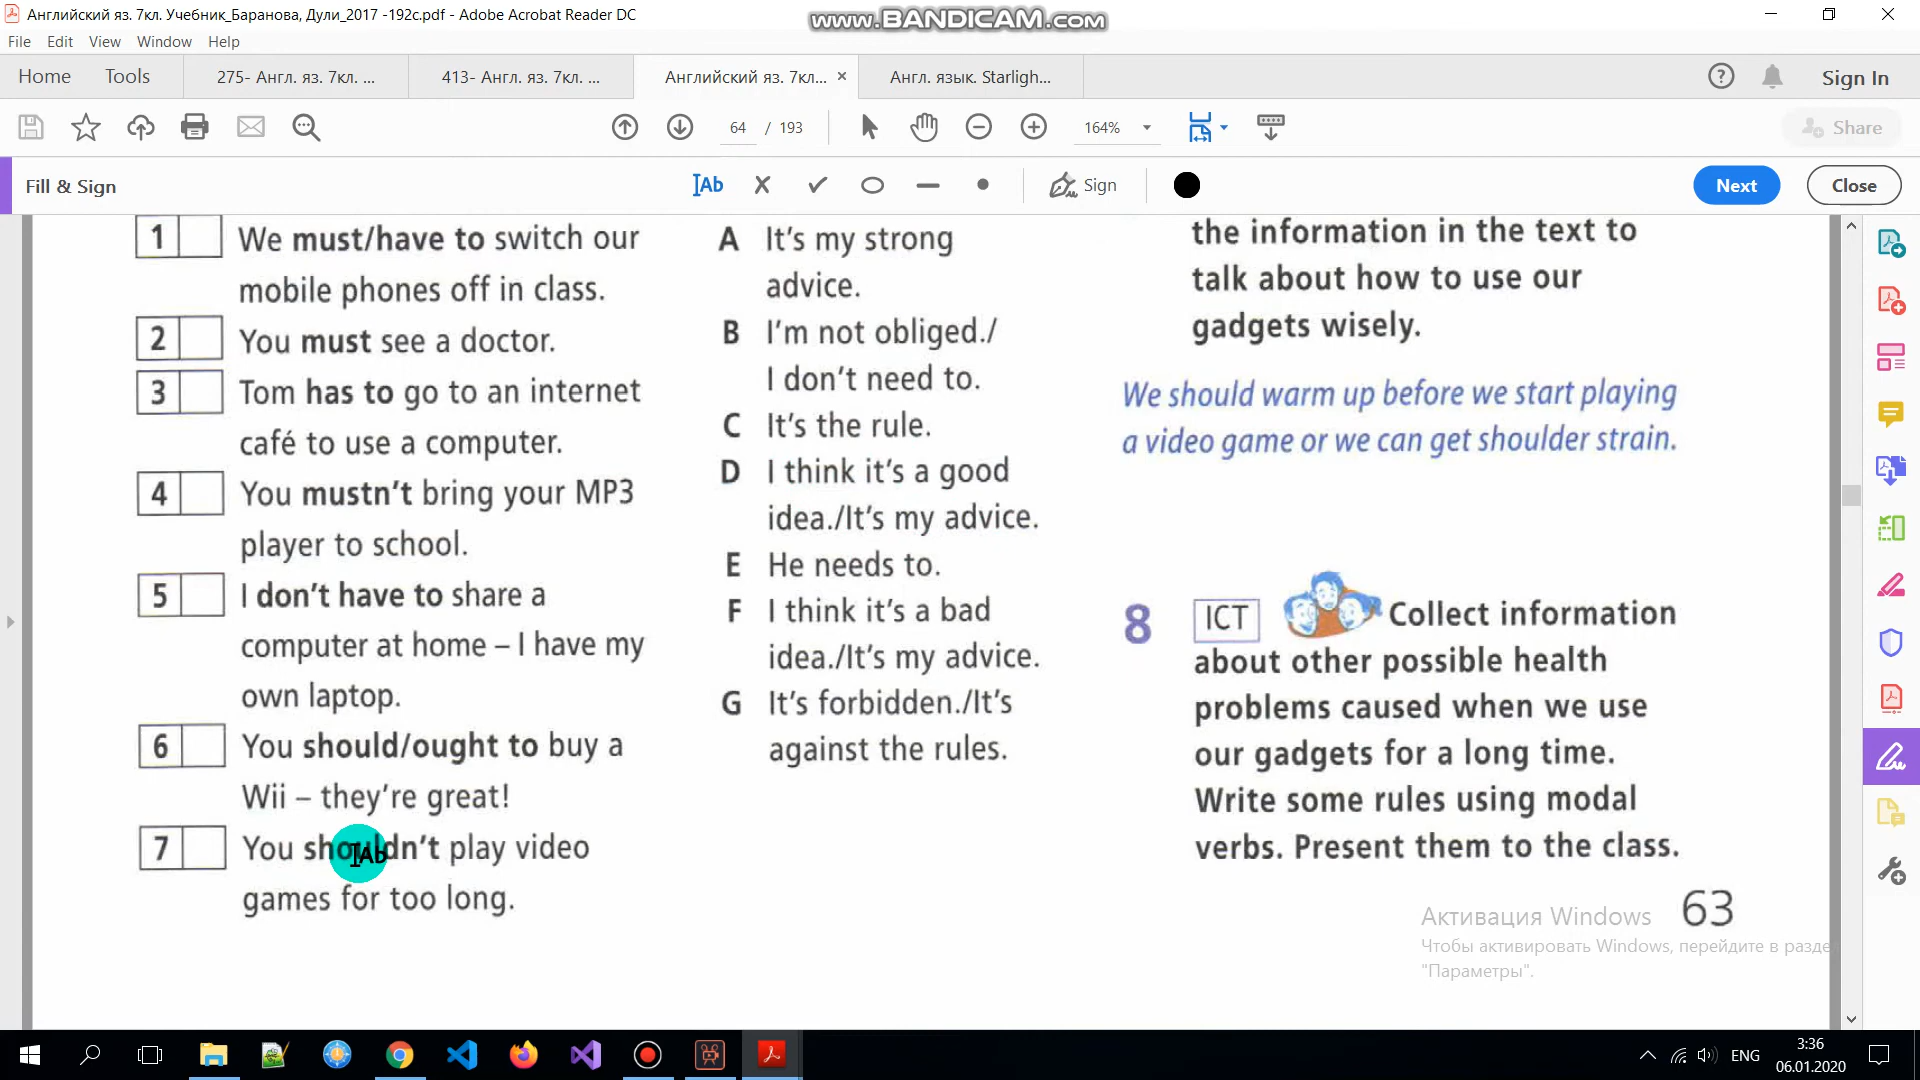 Английский яз. 7кл. Учебник_Баранова, Дули_2017 -192с.pdf - Adobe Acrobat Reader DC
www.BANDICAM.com
File Edit View Window Help
Home Tools 275- Англ. яз. 7кл. ... 413- Англ. яз. 7кл. ... Английский яз. 7кл... × Англ. язык. Starligh... Sign In
64 / 193 164% Share
Fill & Sign Ab Sign Next Close
1 We must/have to switch our
mobile phones off in class.
2 You must see a doctor.
3 Tom has to go to an internet
café to use a computer.
4 You mustn't bring your MP3
player to school.
5 I don't have to share a
computer at home – I have my
own laptop.
6 You should/ought to buy a
Wii – they're great!
7 You shouldn't play video
games for too long.
Ab
A It's my strong
advice.
B I'm not obliged./
I don't need to.
C It's the rule.
D I think it's a good
idea./It's my advice.
E He needs to.
F I think it's a bad
idea./It's my advice.
G It's forbidden./It's
against the rules.
the information in the text to
talk about how to use our
gadgets wisely.
We should warm up before we start playing
a video game or we can get shoulder strain.
8 ICT Collect information
about other possible health
problems caused when we use
our gadgets for a long time.
Write some rules using modal
verbs. Present them to the class.
63
Активация Windows
Чтобы активировать Windows, перейдите в разде
"Параметры".
ENG 3:36
06.01.2020